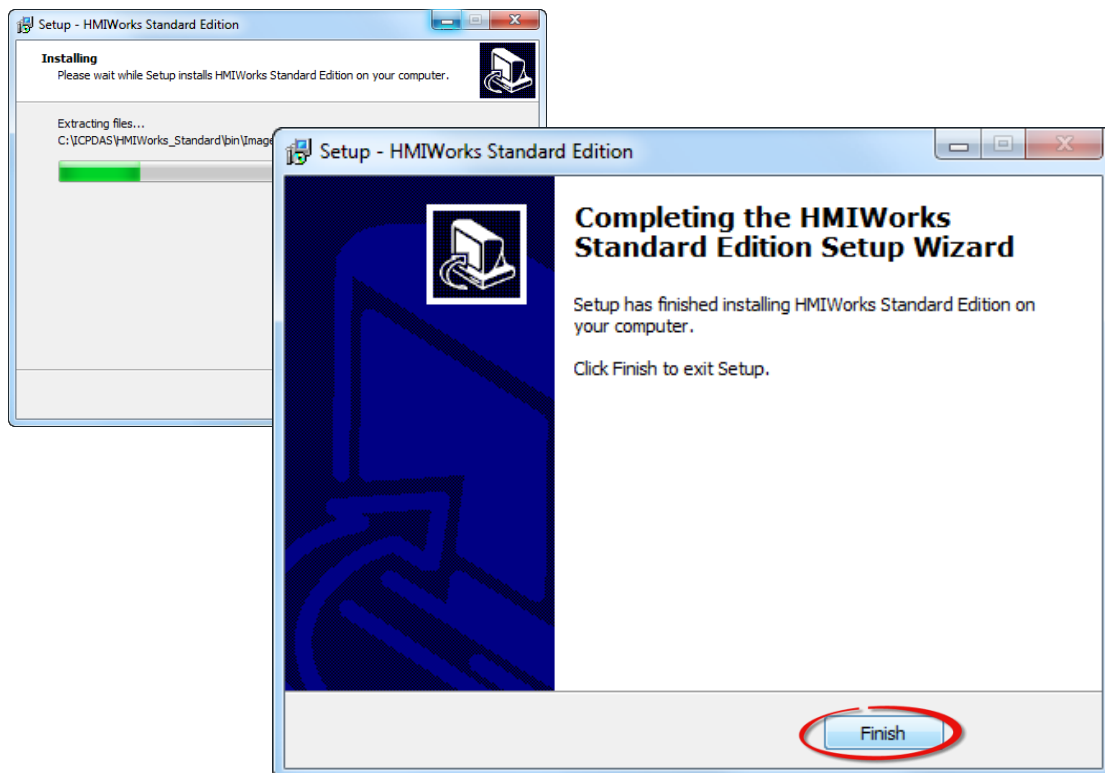 Setup - HMIWorks Standard Edition
Installing
Please wait while Setup installs HMIWorks Standard Edition on your computer.
Extracting files...
C:\ICPDAS\HMIWorks_Standard\bin\Image
Setup - HMIWorks Standard Edition
Completing the HMIWorks
Standard Edition Setup Wizard
Setup has finished installing HMIWorks Standard Edition on
your computer.
Click Finish to exit Setup.
Finish